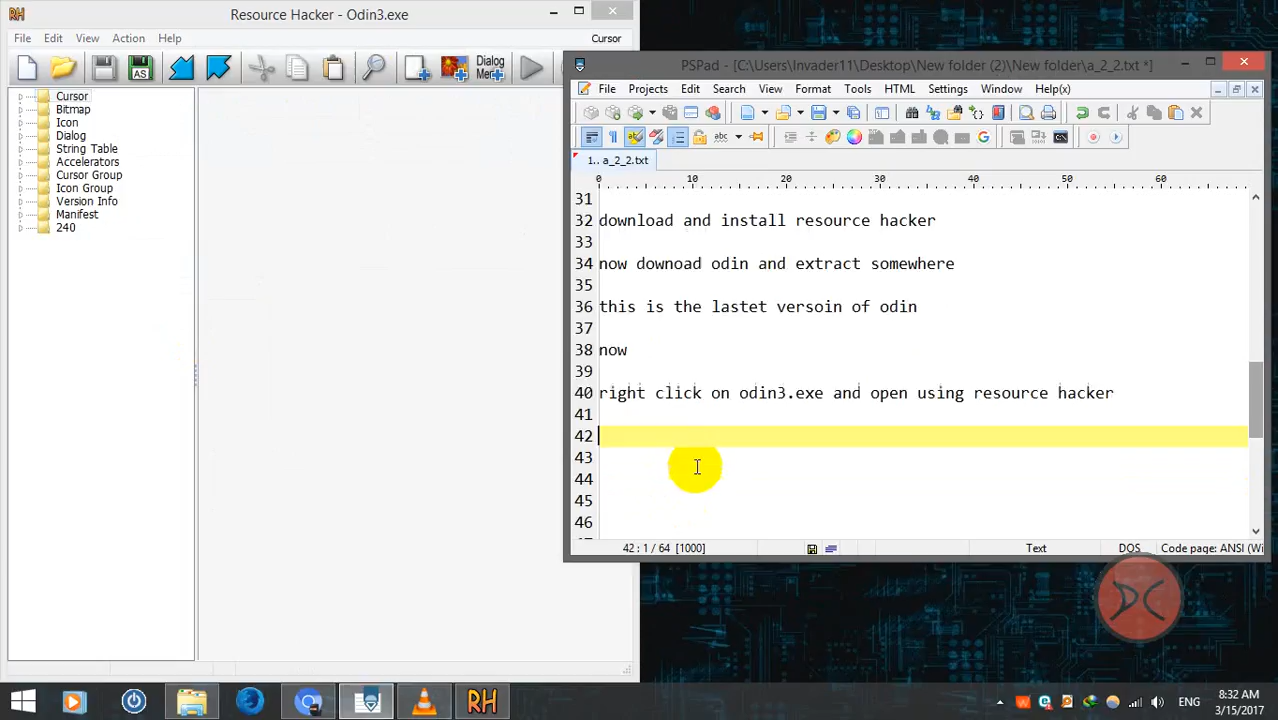 Resource Hacker - Odin3.exe
File Edit View Action Help
Cursor
Dialog
Cursor
Bitmap
Icon
Dialog
String Table
Accelerators
Cursor Group
Icon Group
Version Info
Manifest
240
PSPad - [C:\Users\Invader11\Desktop\New folder (2)\New folder\a_2_2.txt *]
File Projects Edit Search View Format Tools HTML Settings Window Help(x)
1.. a_2_2.txt
0 10 20 30 40 50 60
31
32 download and install resource hacker
33
34 now downoad odin and extract somewhere
35
36 this is the lastet versoin of odin
37
38 now
39
40 right click on odin3.exe and open using resource hacker
41
42
43
44
45
46
42 : 1 / 64 [1000]
Text
DOS
Code page: ANSI (Wi
DC
RH
ENG
8:32 AM
3/15/2017